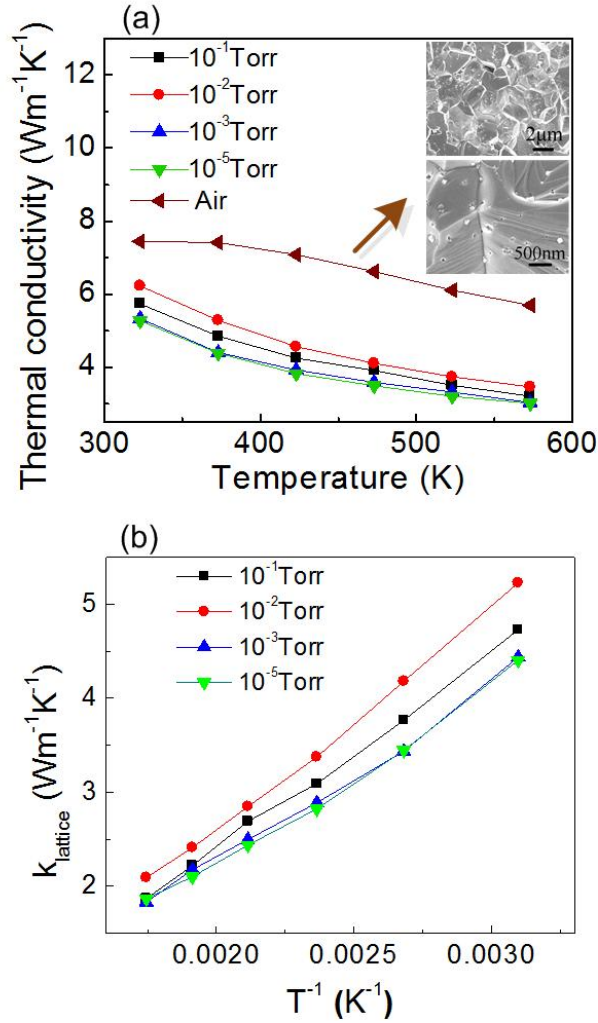 (a)
10⁻¹Torr
10⁻²Torr
10⁻³Torr
10⁻⁵Torr
Air
2μm
500nm
Thermal conductivity (Wm⁻¹K⁻¹)
12
10
8
6
4
300
400
500
600
Temperature (K)
(b)
10⁻¹Torr
10⁻²Torr
10⁻³Torr
10⁻⁵Torr
k_lattice (Wm⁻¹K⁻¹)
5
4
3
2
0.0020
0.0025
0.0030
T⁻¹ (K⁻¹)